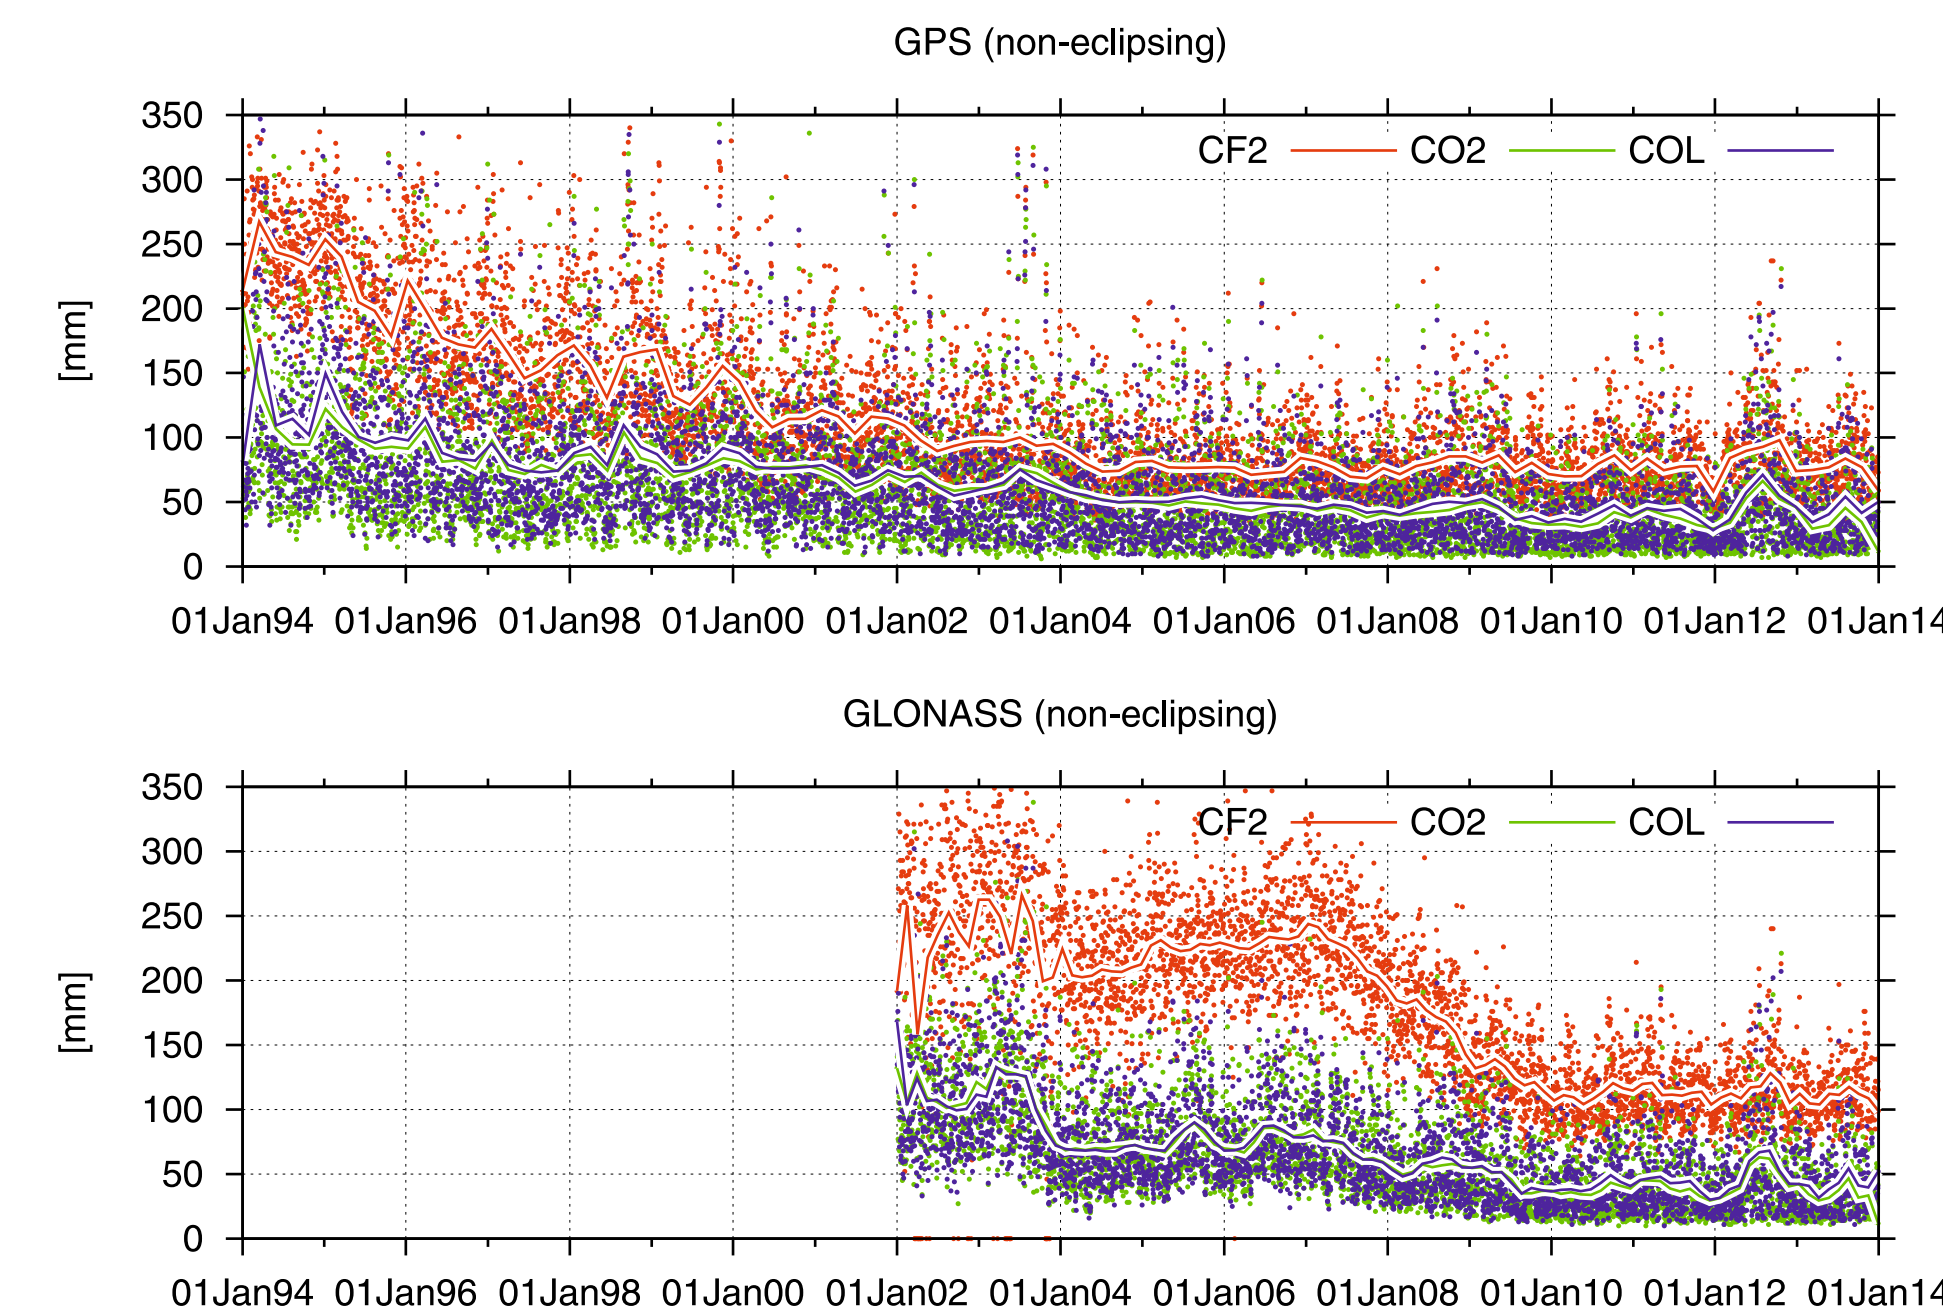 GPS (non-eclipsing)
350
CF2 CO2 COL
300
250
200
[mm]
150
100
50
0
01Jan94 01Jan96 01Jan98 01Jan00 01Jan02 01Jan04 01Jan06 01Jan08 01Jan10 01Jan12 01Jan14
GLONASS (non-eclipsing)
350
CF2 CO2 COL
300
250
200
[mm]
150
100
50
0
01Jan94 01Jan96 01Jan98 01Jan00 01Jan02 01Jan04 01Jan06 01Jan08 01Jan10 01Jan12 01Jan14